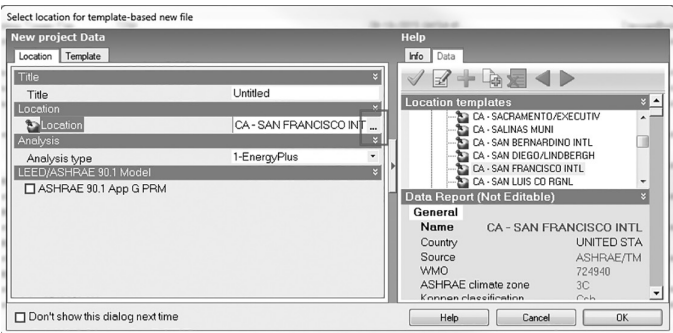 Select location for template-based new file
New project Data
Location Template
Title
Title Untitled
Location
Location CA - SAN FRANCISCO INT ...
Analysis
Analysis type 1-EnergyPlus
LEED/ASHRAE 90.1 Model
ASHRAE 90.1 App G PRM
Don't show this dialog next time
Help
Info Data
Location templates
CA - SACRAMENTO/EXECUTIV
CA - SALINAS MUNI
CA - SAN BERNARDINO INTL
CA - SAN DIEGO/LINDBERGH
CA - SAN FRANCISCO INTL
CA - SAN LUIS CO RGNL
Data Report (Not Editable)
General
Name CA - SAN FRANCISCO INTL
Country UNITED STA
Source ASHRAE/TM
WMO 724940
ASHRAE climate zone 3C
Koppen classification Csb
Help Cancel OK